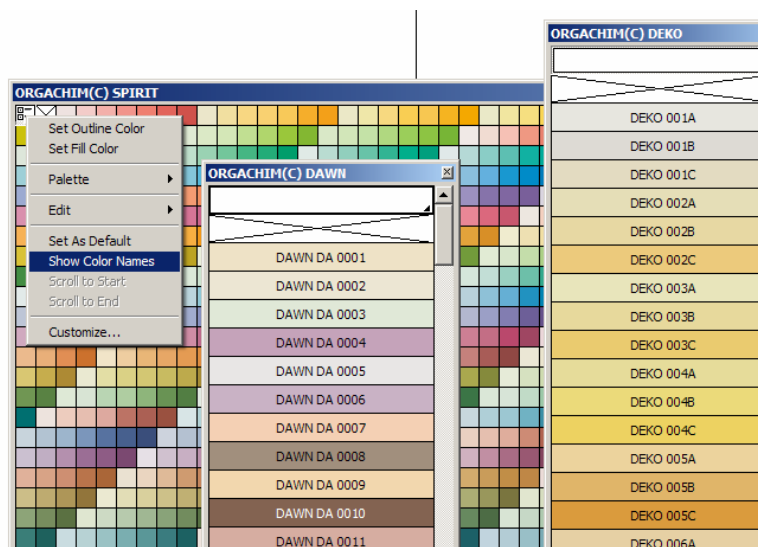 ORGACHIM(C) SPIRIT
Set Outline Color
Set Fill Color
Palette
Edit
Set As Default
Show Color Names
Scroll to Start
Scroll to End
Customize...
ORGACHIM(C) DAWN
DAWN DA 0001
DAWN DA 0002
DAWN DA 0003
DAWN DA 0004
DAWN DA 0005
DAWN DA 0006
DAWN DA 0007
DAWN DA 0008
DAWN DA 0009
DAWN DA 0010
DAWN DA 0011
ORGACHIM(C) DEKO
DEKO 001A
DEKO 001B
DEKO 001C
DEKO 002A
DEKO 002B
DEKO 002C
DEKO 003A
DEKO 003B
DEKO 003C
DEKO 004A
DEKO 004B
DEKO 004C
DEKO 005A
DEKO 005B
DEKO 005C
DEKO 006A